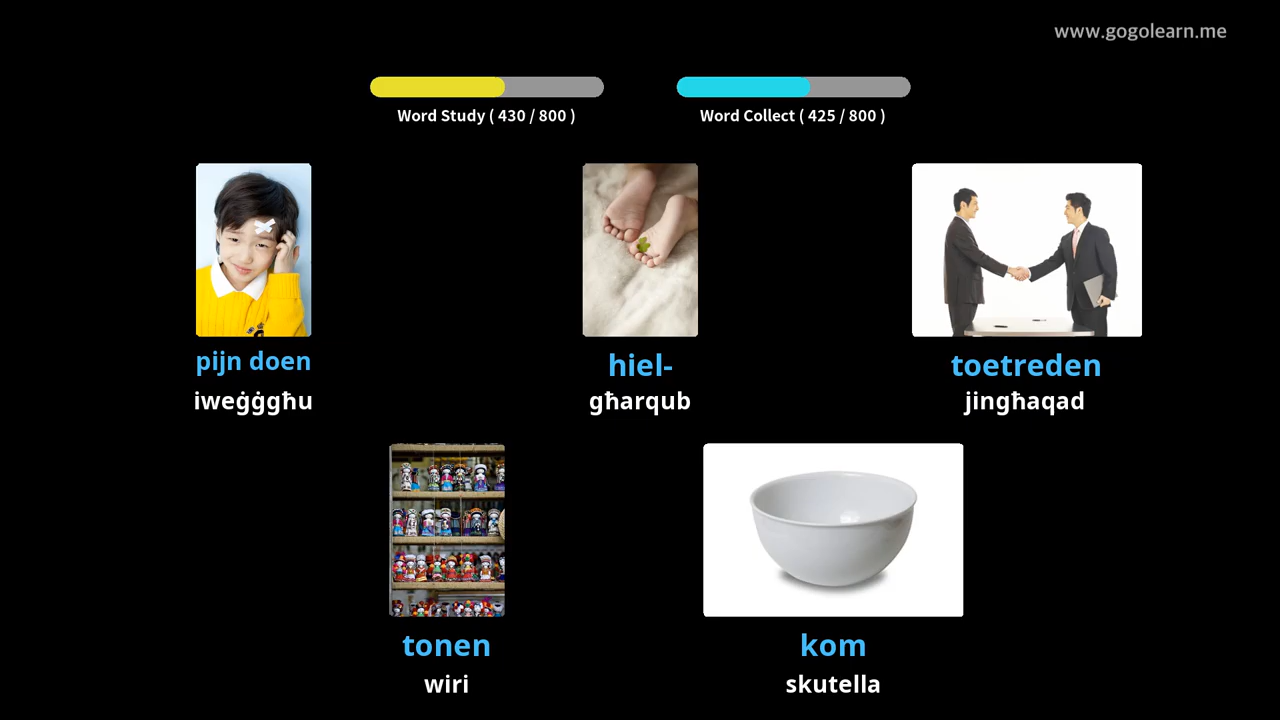 www.gogolearn.me
Word Study ( 430 / 800 )
Word Collect ( 425 / 800 )
pijn doen
iweġġgħu
hiel-
għarqub
toetreden
jingħaqad
tonen
wiri
kom
skutella